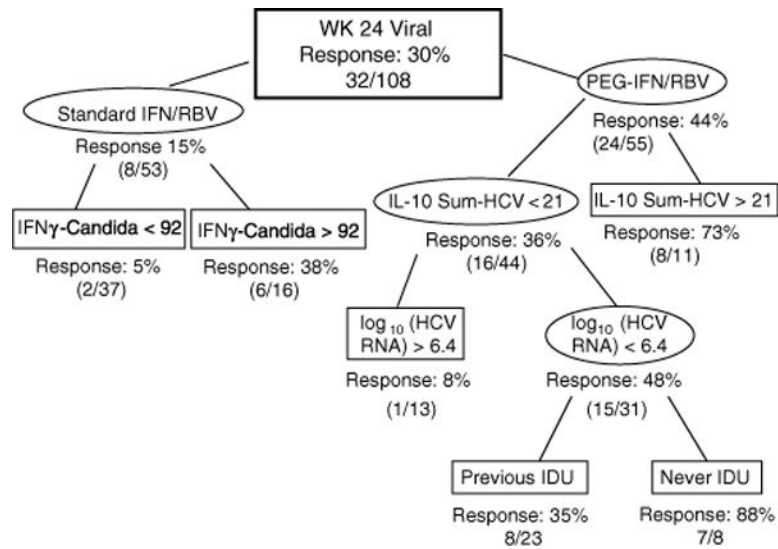 WK 24 Viral
Response: 30%
32/108
Standard IFN/RBV
Response 15%
(8/53)
PEG-IFN/RBV
Response: 44%
(24/55)
IFNγ-Candida < 92
Response: 5%
(2/37)
IFNγ-Candida > 92
Response: 38%
(6/16)
IL-10 Sum-HCV < 21
Response: 36%
(16/44)
IL-10 Sum-HCV > 21
Response: 73%
(8/11)
log₁₀ (HCV
RNA) > 6.4
Response: 8%
(1/13)
log₁₀ (HCV
RNA) < 6.4
Response: 48%
(15/31)
Previous IDU
Response: 35%
8/23
Never IDU
Response: 88%
7/8